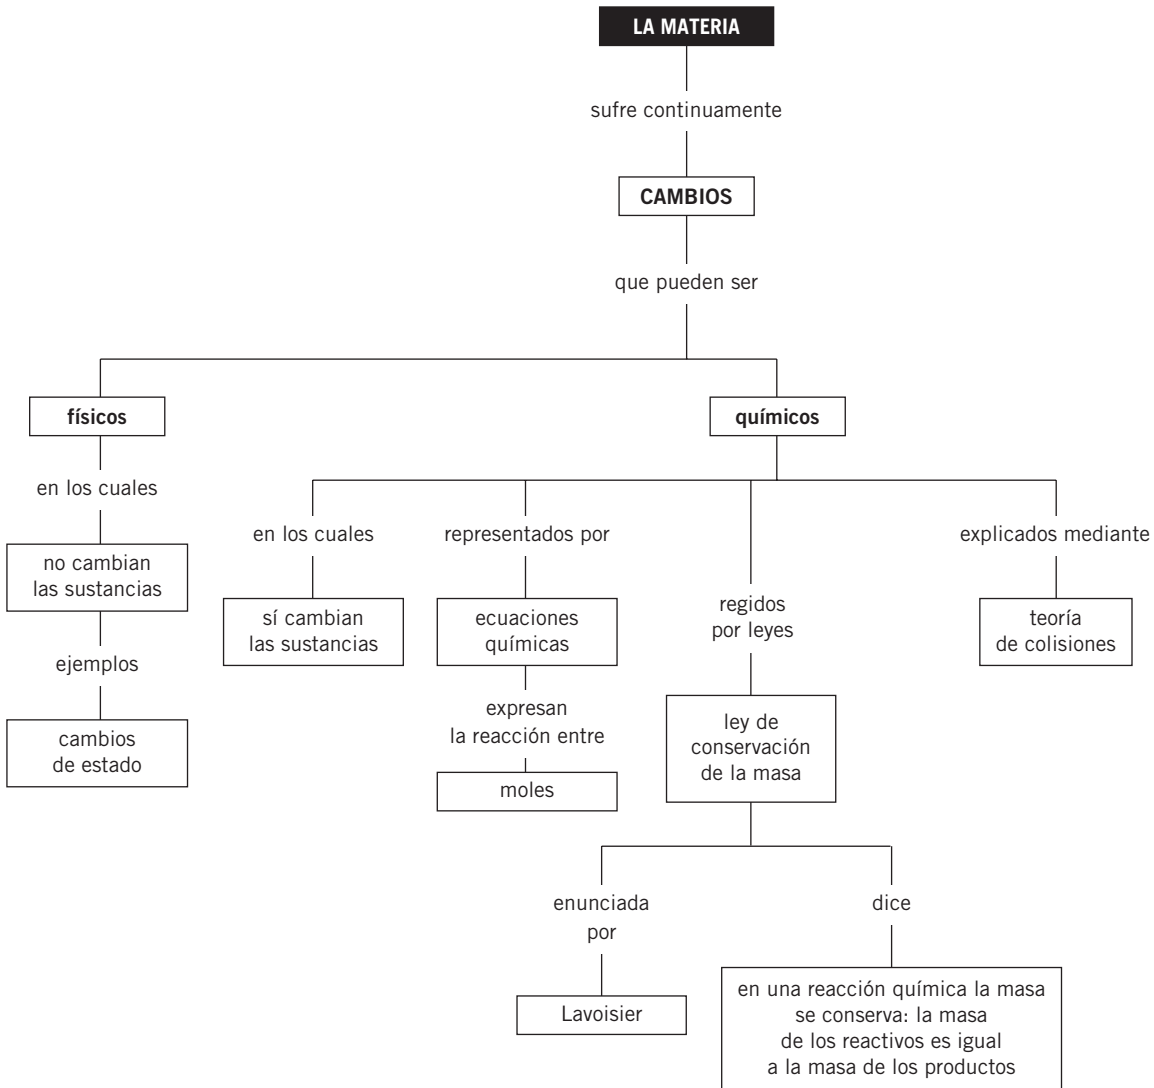 LA MATERIA
sufre continuamente
CAMBIOS
que pueden ser
físicos
en los cuales
no cambian
las sustancias
ejemplos
cambios
de estado
químicos
en los cuales
sí cambian
las sustancias
representados por
ecuaciones
químicas
expresan
la reacción entre
moles
regidos
por leyes
ley de
conservación
de la masa
enunciada
por
Lavoisier
dice
en una reacción química la masa
se conserva: la masa
de los reactivos es igual
a la masa de los productos
explicados mediante
teoría
de colisiones